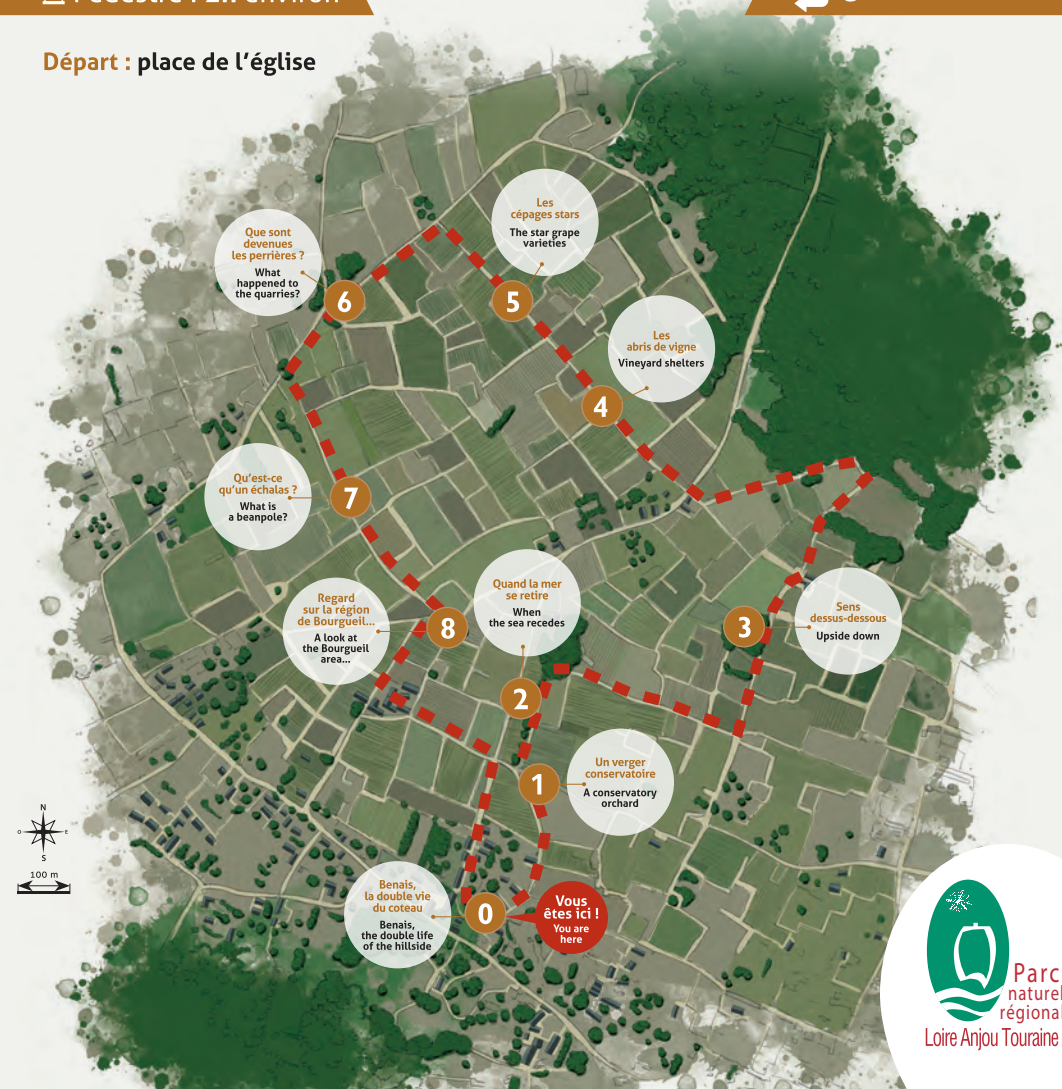 Départ : place de l'église
Les
cépages stars
The star grape
varieties
Que sont
devenues
les perrières ?
What
happened to
the quarries?
6
5
Les
abris de vigne
Vineyard shelters
4
Qu'est-ce
qu'un échalas ?
What is
a beanpole?
7
Quand la mer
se retire
When
the sea recedes
Regard
sur la région
de Bourgueil...
A look at
the Bourgueil
area...
8
3
Sens
dessus-dessous
Upside down
2
Un verger
conservatoire
A conservatory
orchard
1
N
O
E
S
100 m
Benais,
la double vie
du coteau
Benais,
the double life
of the hillside
0
Vous
êtes ici !
You are
here
Parc
naturel
régional
Loire Anjou Touraine